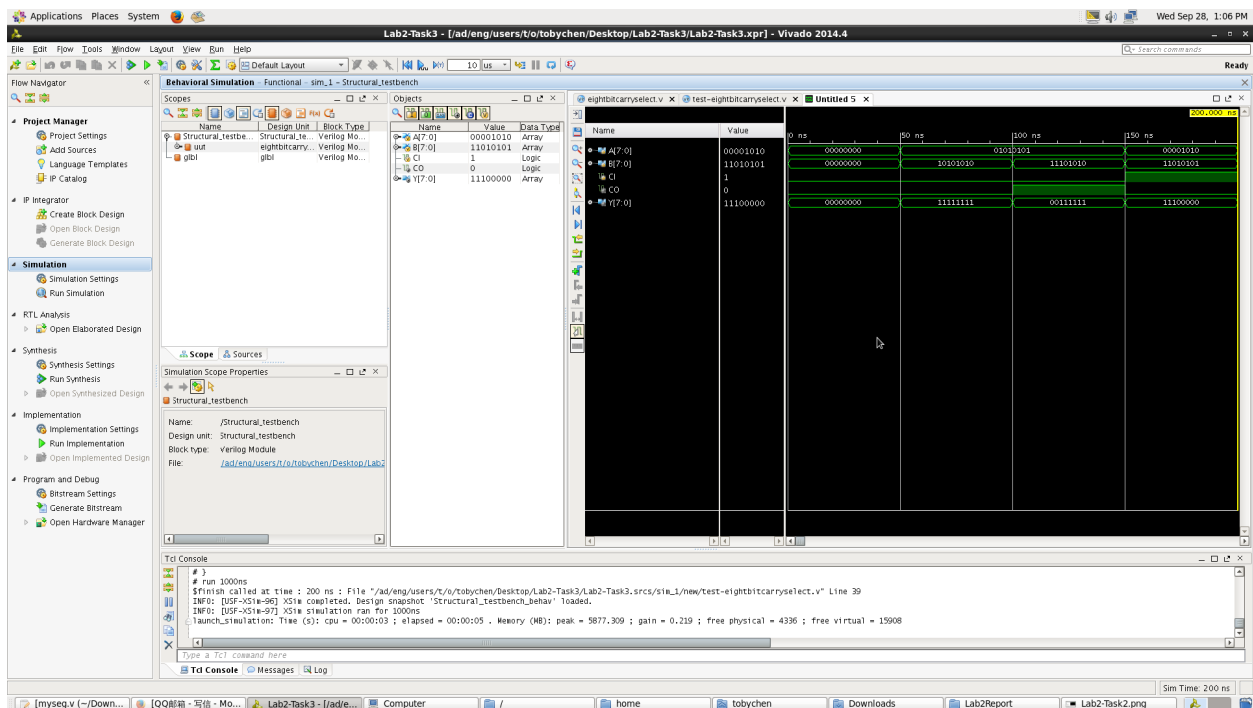 Applications Places System Wed Sep 28, 1:06 PM
Lab2-Task3 - [/ad/eng/users/t/o/tobychen/Desktop/Lab2-Task3/Lab2-Task3.xpr] - Vivado 2014.4
File Edit Flow Tools Window Layout View Run Help Q- Search commands
Default Layout 10 us Ready
Flow Navigator
Project Manager
Project Settings
Add Sources
Language Templates
IP Catalog
IP Integrator
Create Block Design
Open Block Design
Generate Block Design
Simulation
Simulation Settings
Run Simulation
RTL Analysis
Open Elaborated Design
Synthesis
Synthesis Settings
Run Synthesis
Open Synthesized Design
Implementation
Implementation Settings
Run Implementation
Open Implemented Design
Program and Debug
Bitstream Settings
Generate Bitstream
Open Hardware Manager
Behavioral Simulation - Functional - sim_1 - Structural_testbench
Scopes
Name Design Unit Block Type
Structural_testbe... Structural_te... Verilog Mo...
uut eightbitcarry... Verilog Mo...
glbl glbl Verilog Mo...
Scope Sources
Simulation Scope Properties
Structural_testbench
Name: /Structural_testbench
Design unit: Structural_testbench
Block type: Verilog Module
File: /ad/eng/users/t/o/tobychen/Desktop/Lab2
Objects
Name Value Data Type
A[7:0] 00001010 Array
B[7:0] 11010101 Array
CI 1 Logic
CO 0 Logic
Y[7:0] 11100000 Array
eightbitcarryselect.v test-eightbitcarryselect.v Untitled 5
200.000 ns
Name Value 0 ns 50 ns 100 ns 150 ns
A[7:0] 00001010 00000000 01010101 00001010
B[7:0] 11010101 00000000 10101010 11101010 11010101
CI 1
CO 0
Y[7:0] 11100000 00000000 11111111 00111111 11100000
Tcl Console
# }
# run 1000ns
$finish called at time : 200 ns : File "/ad/eng/users/t/o/tobychen/Desktop/Lab2-Task3/Lab2-Task3.srcs/sim_1/new/test-eightbitcarryselect.v" Line 39
INFO: [USF-XSim-96] XSim completed. Design snapshot 'Structural_testbench_behav' loaded.
INFO: [USF-XSim-97] XSim simulation ran for 1000ns
launch_simulation: Time (s): cpu = 00:00:03 ; elapsed = 00:00:05 . Memory (MB): peak = 5877.309 ; gain = 0.219 ; free physical = 4336 ; free virtual = 15908
Type a Tcl command here
Tcl Console Messages Log
Sim Time: 200 ns
[myseq.v (~/Down... [QQ邮箱 - 写信 - Mo... Lab2-Task3 - [/ad/e... Computer / home tobychen Downloads Lab2Report Lab2-Task2.png